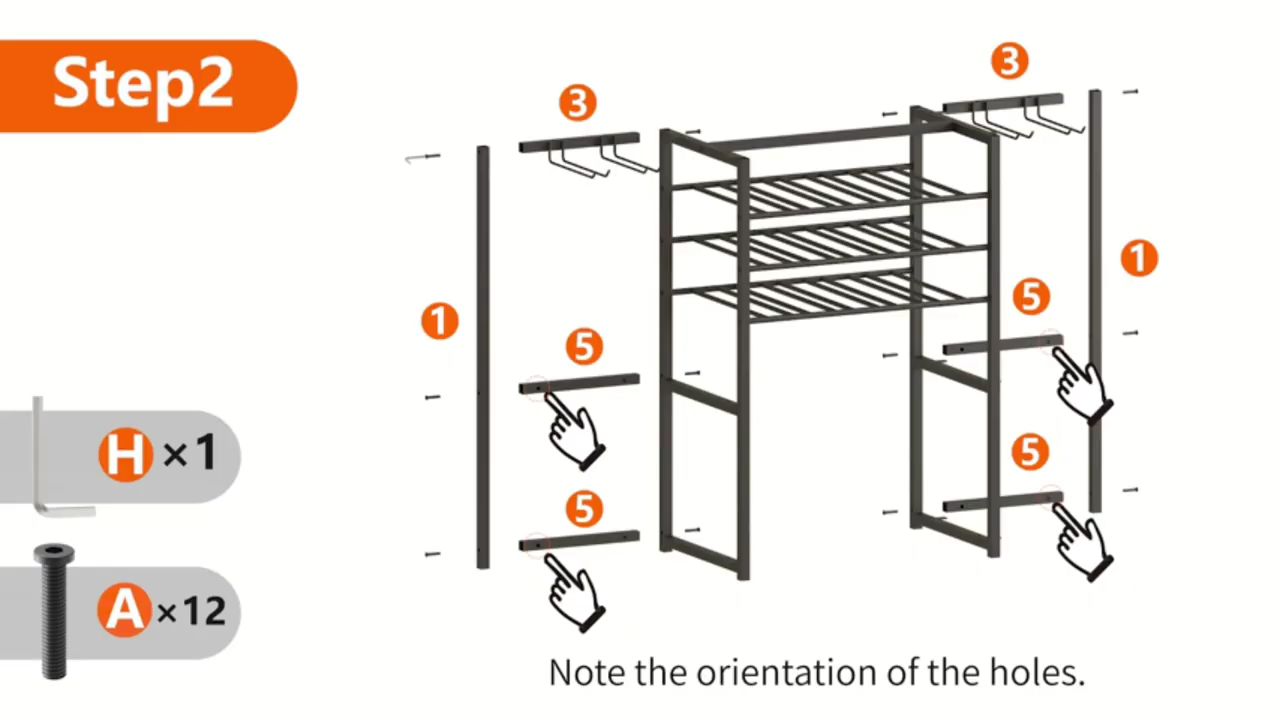 Step2
3
3
1
1
5
5
5
5
H ×1
A ×12
Note the orientation of the holes.